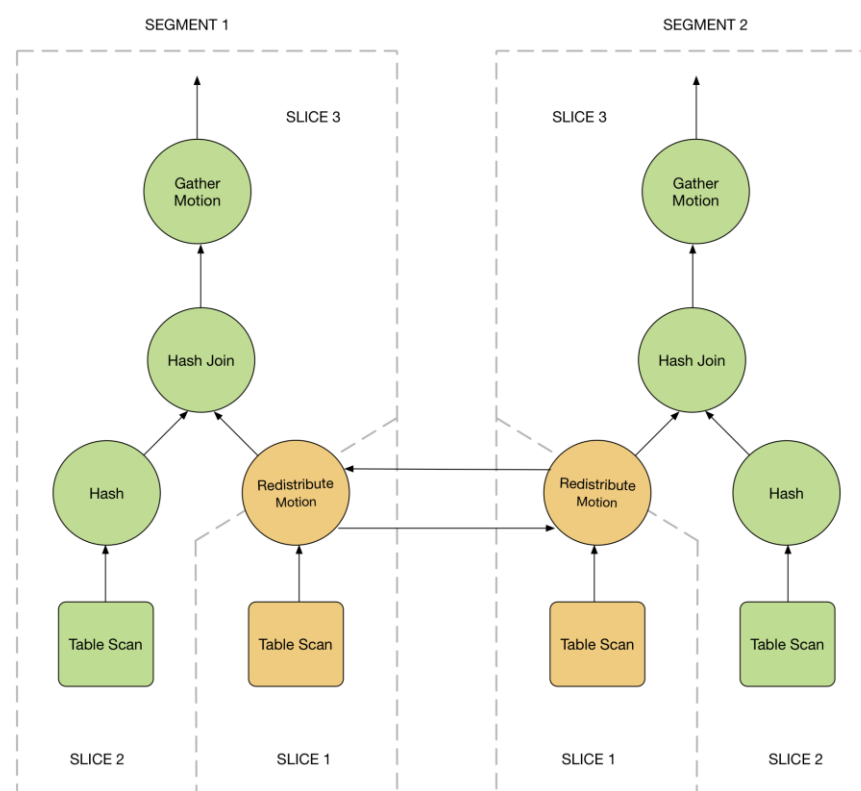 SEGMENT 1
SEGMENT 2
SLICE 3
SLICE 3
Gather
Motion
Gather
Motion
Hash Join
Hash Join
Hash
Redistribute
Motion
Redistribute
Motion
Hash
Table Scan
Table Scan
Table Scan
Table Scan
SLICE 2
SLICE 1
SLICE 1
SLICE 2